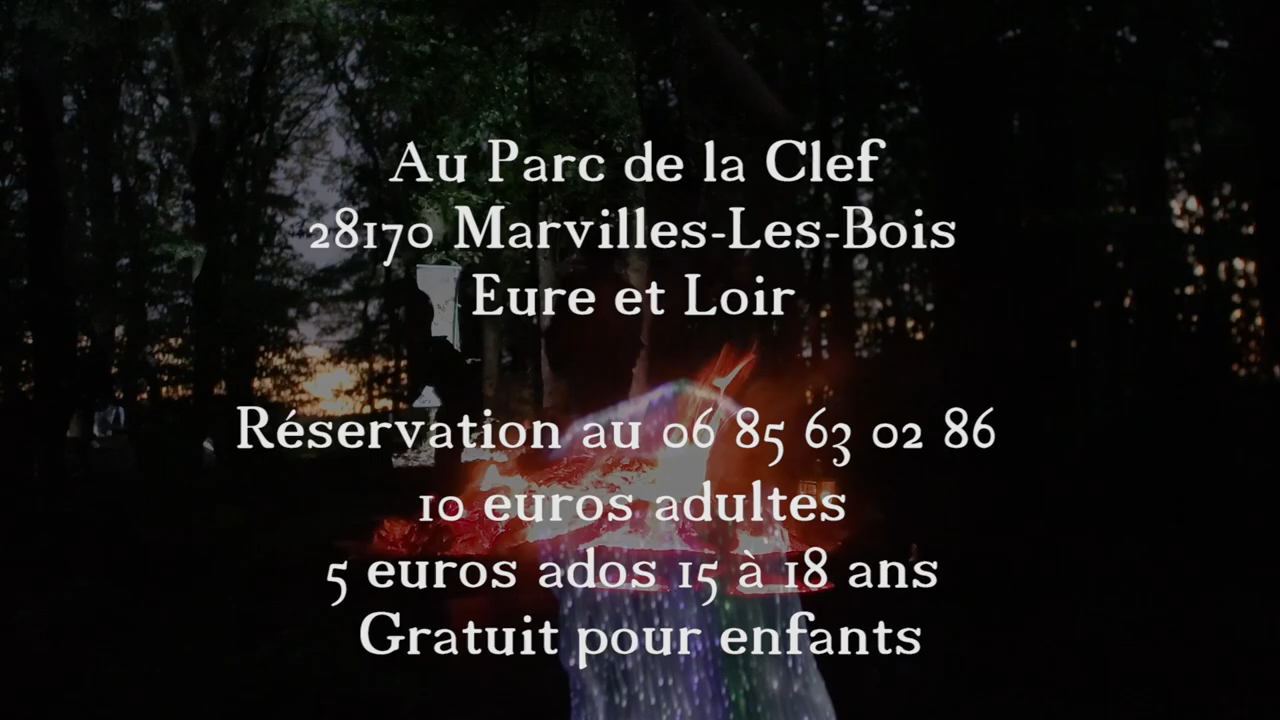 Au Parc de la Clef
28170 Marvilles-Les-Bois
Eure et Loir
Réservation au 06 85 63 02 86
10 euros adultes
5 euros ados 15 à 18 ans
Gratuit pour enfants